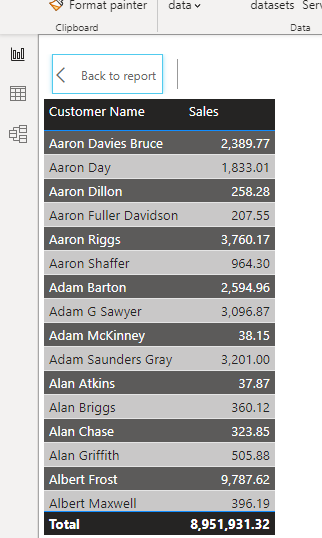 Format painter
data
datasets
Clipboard
Data
Back to report
Customer Name Sales
Aaron Davies Bruce 2,389.77
Aaron Day 1,833.01
Aaron Dillon 258.28
Aaron Fuller Davidson 207.55
Aaron Riggs 3,760.17
Aaron Shaffer 964.30
Adam Barton 2,594.96
Adam G Sawyer 3,096.87
Adam McKinney 38.15
Adam Saunders Gray 3,201.00
Alan Atkins 37.87
Alan Briggs 360.12
Alan Chase 323.85
Alan Griffith 505.88
Albert Frost 9,787.62
Albert Maxwell 396.19
Total 8,951,931.32